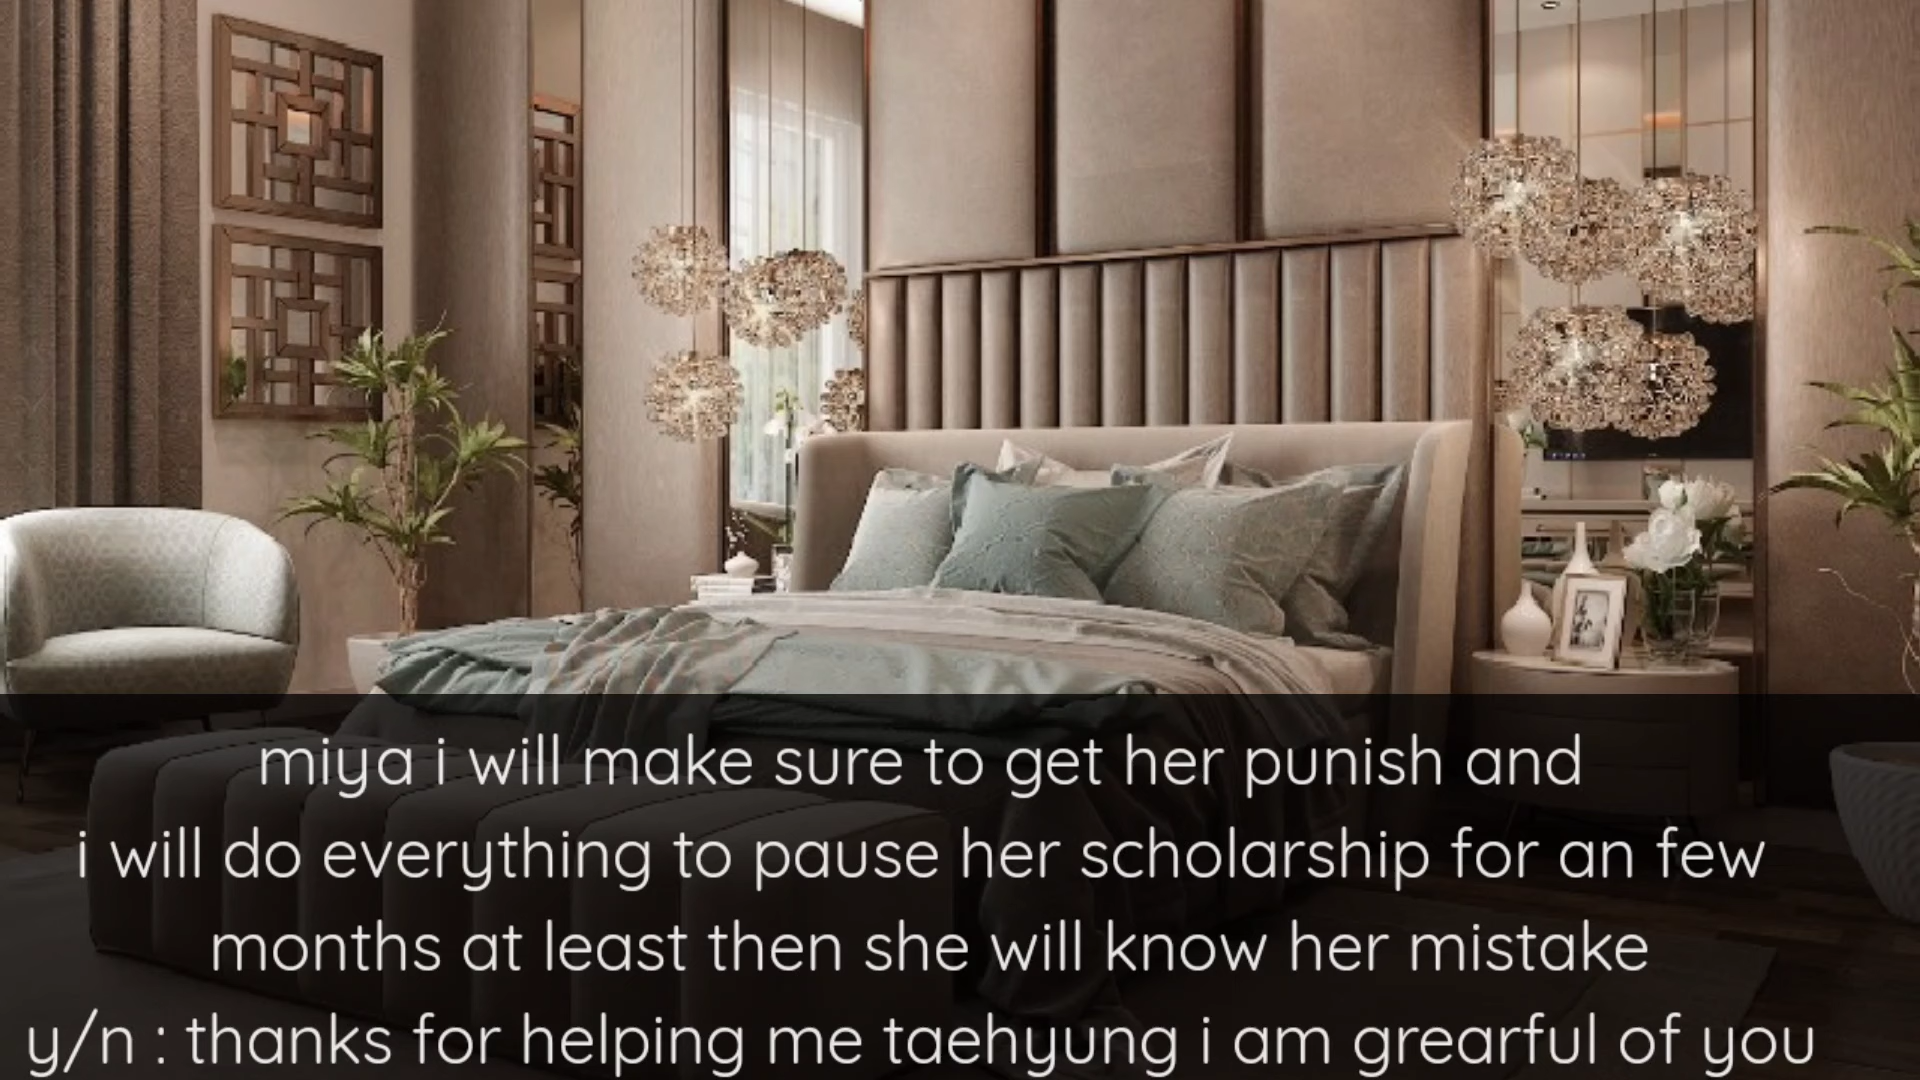 miya i will make sure to get her punish and
i will do everything to pause her scholarship for an few
months at least then she will know her mistake
y/n : thanks for helping me taehyung i am grearful of you